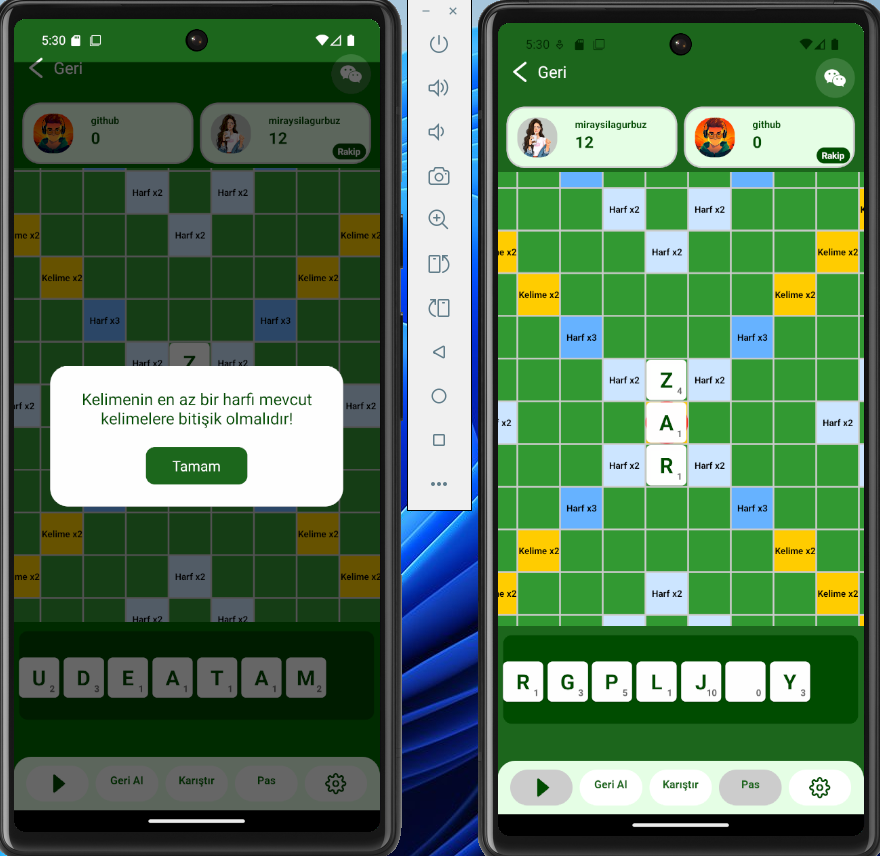 5:30
Geri
github
0
miraysilagurbuz
12
Rakip
Harf x2
Harf x2
me x2
Harf x2
Kelime x2
Kelime x2
Kelime x2
Harf x3
Harf x3
Harf x2
Z
Harf x2
rf x2
Harf x2
Kelimenin en az bir harfi mevcut
kelimelere bitişik olmalıdır!
Tamam
Kelime x2
Kelime x2
me x2
Harf x2
Kelime x2
Harf x2
Harf x2
U 2
D 3
E 1
A 1
T 1
A 1
M 2
Geri Al
Karıştır
Pas
5:30
Geri
miraysilagurbuz
12
github
0
Rakip
Harf x2
Harf x2
e x2
Harf x2
Kelime x2
Kelime x2
Kelime x2
Harf x3
Harf x3
Harf x2
Z 4
Harf x2
x2
A 1
Harf x2
Harf x2
R 1
Harf x2
Harf x3
Harf x3
Kelime x2
Kelime x2
e x2
Harf x2
Kelime x2
R 1
G 3
P 5
L 1
J 10
0
Y 3
Geri Al
Karıştır
Pas